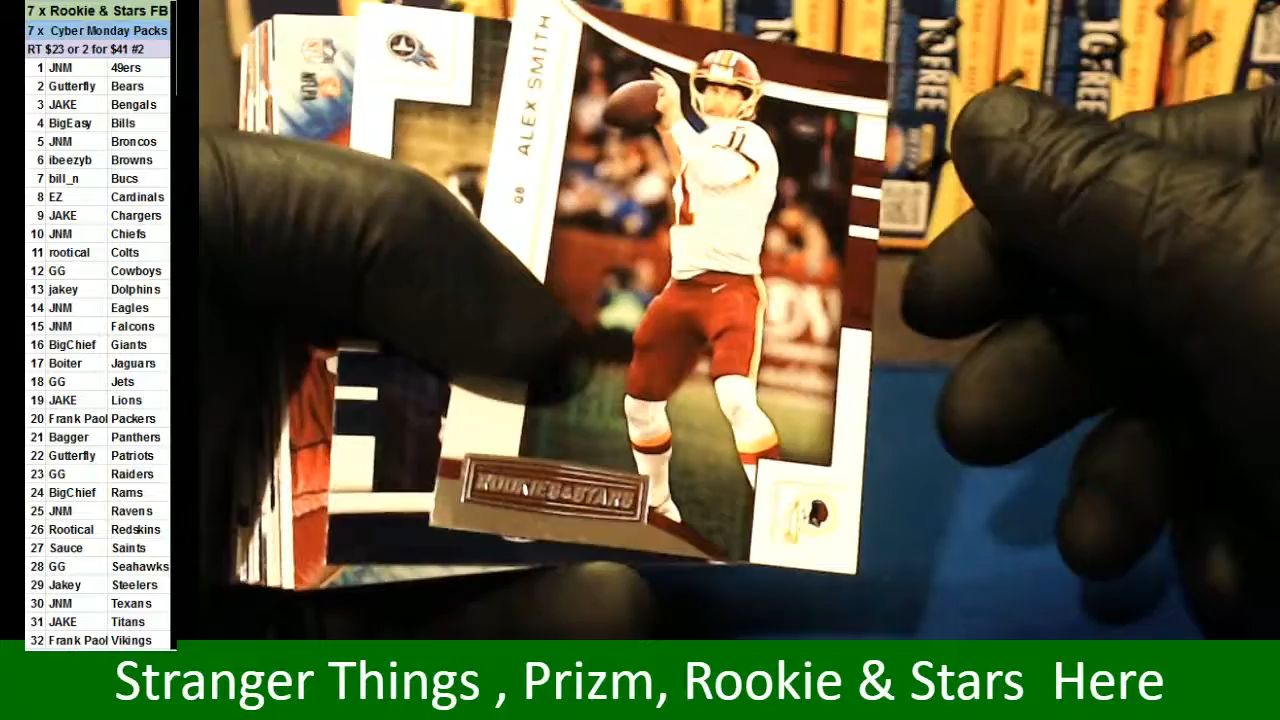 7 x Rookie & Stars FB
7 x Cyber Monday Packs
RT $23 or 2 for $41 #2
1 JNM 49ers
2 Gutterfly Bears
3 JAKE Bengals
4 BigEasy Bills
5 JNM Broncos
6 ibeezyb Browns
7 bill_n Bucs
8 EZ Cardinals
9 JAKE Chargers
10 JNM Chiefs
11 rootical Colts
12 GG Cowboys
13 jakey Dolphins
14 JNM Eagles
15 JNM Falcons
16 BigChief Giants
17 Boiter Jaguars
18 GG Jets
19 JAKE Lions
20 Frank Paol Packers
21 Bagger Panthers
22 Gutterfly Patriots
23 GG Raiders
24 BigChief Rams
25 JNM Ravens
26 Rootical Redskins
27 Sauce Saints
28 GG Seahawks
29 Jakey Steelers
30 JNM Texans
31 JAKE Titans
32 Frank Paol Vikings
ALEX SMITH
QB
ROOKIES & STARS
NFL
FREE
FREE
Stranger Things , Prizm, Rookie & Stars Here